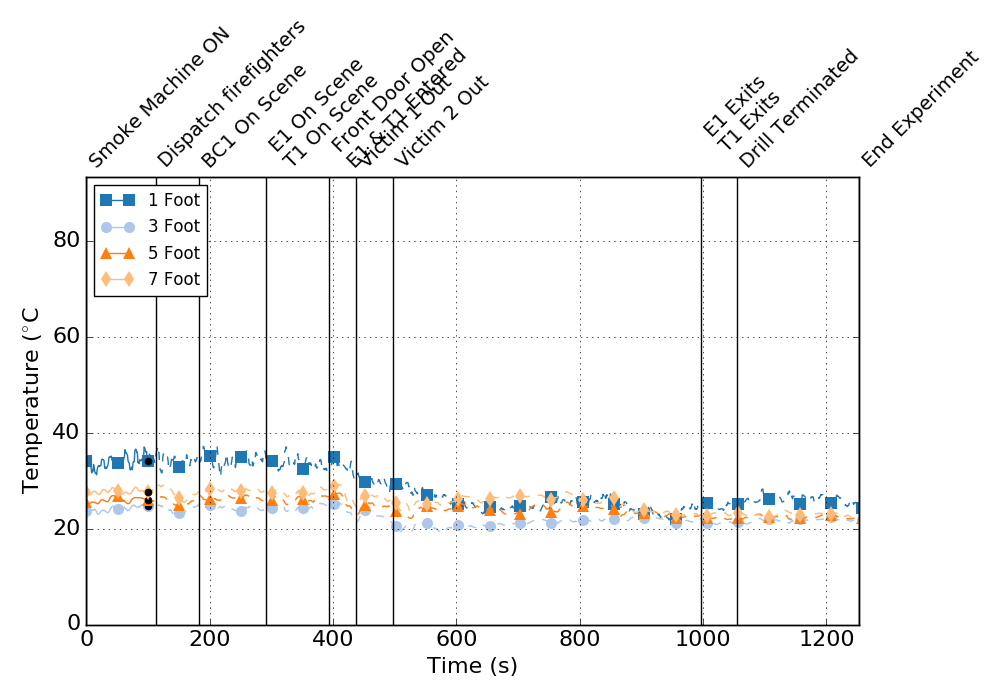 Smoke Machine ON
Dispatch firefighters
BC1 On Scene
E1 On Scene
T1 On Scene
Front Door Open
E1 & T1 Entered
Victim 1 Out
Victim 2 Out
E1 Exits
T1 Exits
Drill Terminated
End Experiment
1 Foot
3 Foot
5 Foot
7 Foot
80
60
40
20
0
Temperature (°C
0 200 400 600 800 1000 1200
Time (s)